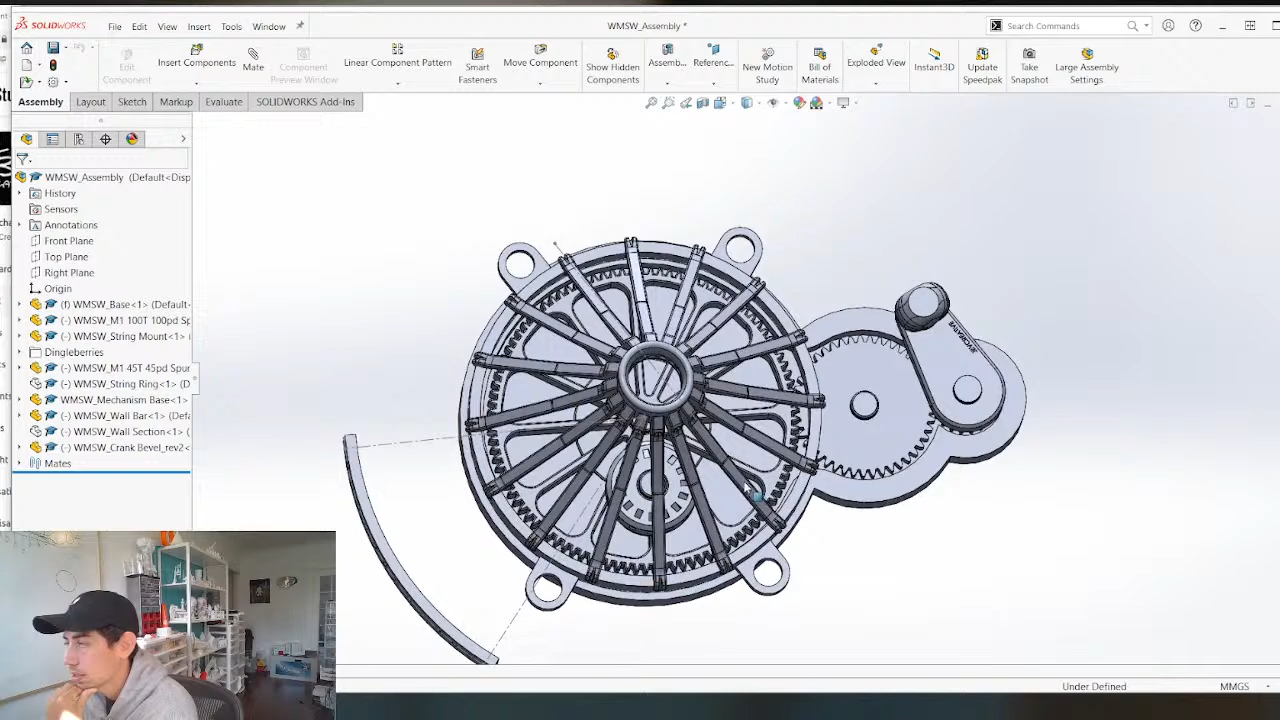 SOLIDWORKS
File Edit View Insert Tools Window
WMSW_Assembly *
Search Commands
Edit Component
Insert Components
Mate
Component Preview Window
Linear Component Pattern
Smart Fasteners
Move Component
Show Hidden Components
Assemb...
Referenc...
New Motion Study
Bill of Materials
Exploded View
Instant3D
Update Speedpak
Take Snapshot
Large Assembly Settings
Assembly Layout Sketch Markup Evaluate SOLIDWORKS Add-Ins
WMSW_Assembly (Default<Disp
History
Sensors
Annotations
Front Plane
Top Plane
Right Plane
Origin
(f) WMSW_Base<1> (Default
(-) WMSW_M1 100T 100pd Sp
(-) WMSW_String Mount<1>
Dingleberries
(-) WMSW_M1 45T 45pd Spur
(-) WMSW_String Ring<1> (D
WMSW_Mechanism Base<1>
(-) WMSW_Wall Bar<1> (Defa
(-) WMSW_Wall Section<1> (
(-) WMSW_Crank Bevel_rev2<
Mates
Under Defined
MMGS